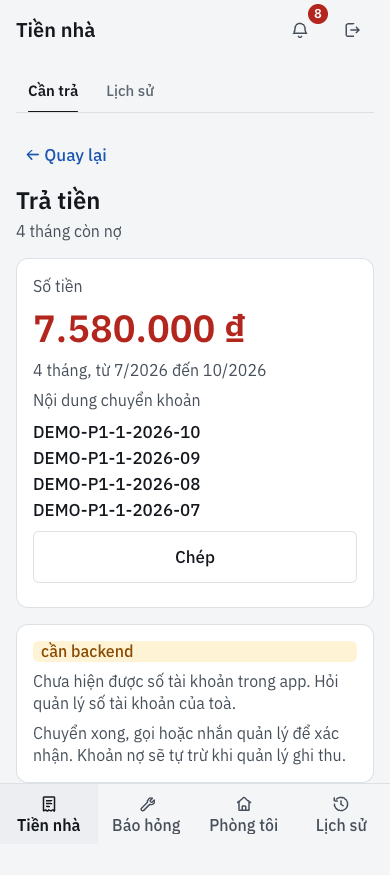 Tiền nhà
8
Cần trả
Lịch sử
← Quay lại
Trả tiền
4 tháng còn nợ
Số tiền
7.580.000 ₫
4 tháng, từ 7/2026 đến 10/2026
Nội dung chuyển khoản
DEMO-P1-1-2026-10
DEMO-P1-1-2026-09
DEMO-P1-1-2026-08
DEMO-P1-1-2026-07
Chép
cần backend
Chưa hiện được số tài khoản trong app. Hỏi
quản lý số tài khoản của toà.
Chuyển xong, gọi hoặc nhắn quản lý để xác
nhận. Khoản nợ sẽ tự trừ khi quản lý ghi thu.
Tiền nhà
Báo hỏng
Phòng tôi
Lịch sử